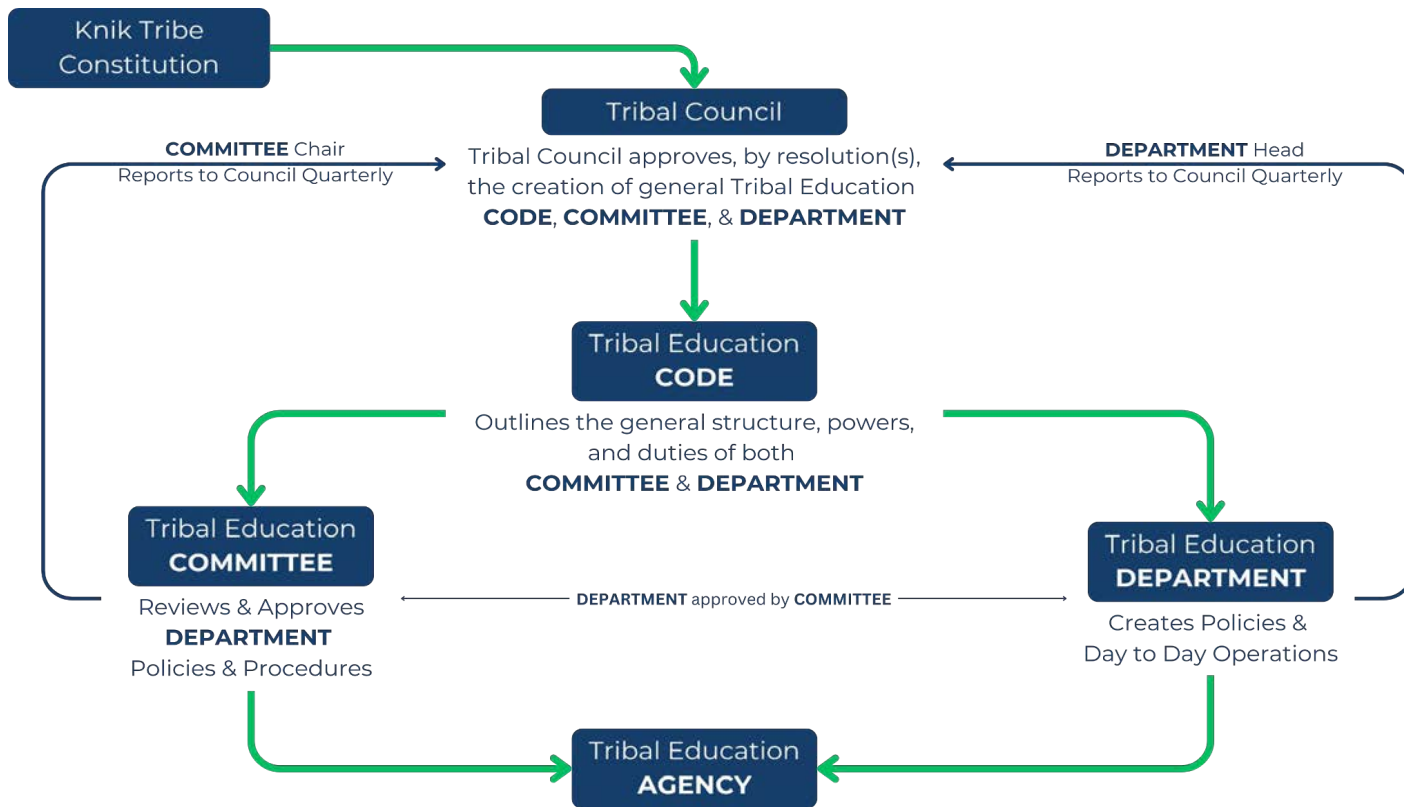 Knik Tribe
Constitution
Tribal Council
Tribal Council approves, by resolution(s),
the creation of general Tribal Education
CODE, COMMITTEE, & DEPARTMENT
COMMITTEE Chair
Reports to Council Quarterly
DEPARTMENT Head
Reports to Council Quarterly
Tribal Education
CODE
Outlines the general structure, powers,
and duties of both
COMMITTEE & DEPARTMENT
Tribal Education
COMMITTEE
Reviews & Approves
DEPARTMENT
Policies & Procedures
DEPARTMENT approved by COMMITTEE
Tribal Education
DEPARTMENT
Creates Policies &
Day to Day Operations
Tribal Education
AGENCY